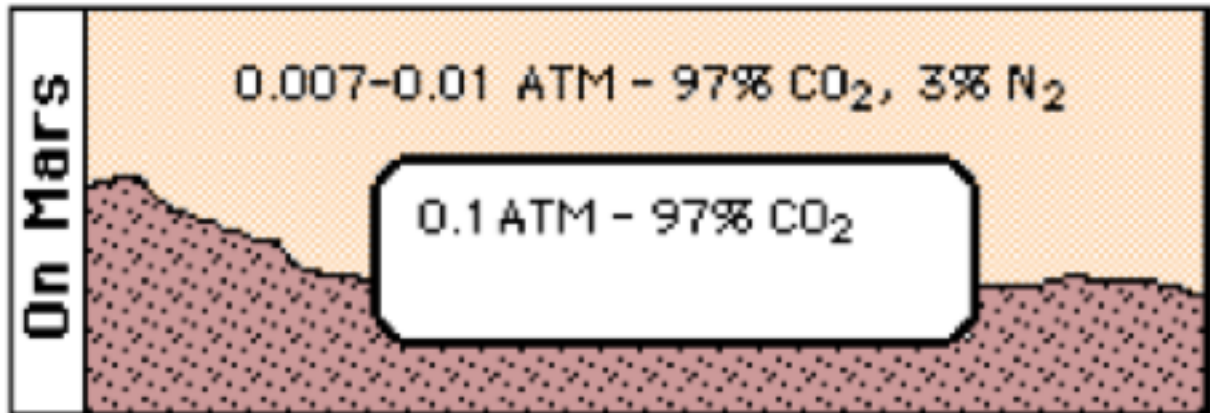 On Mars
0.007-0.01 ATM - 97% CO₂, 3% N₂
0.1 ATM - 97% CO₂